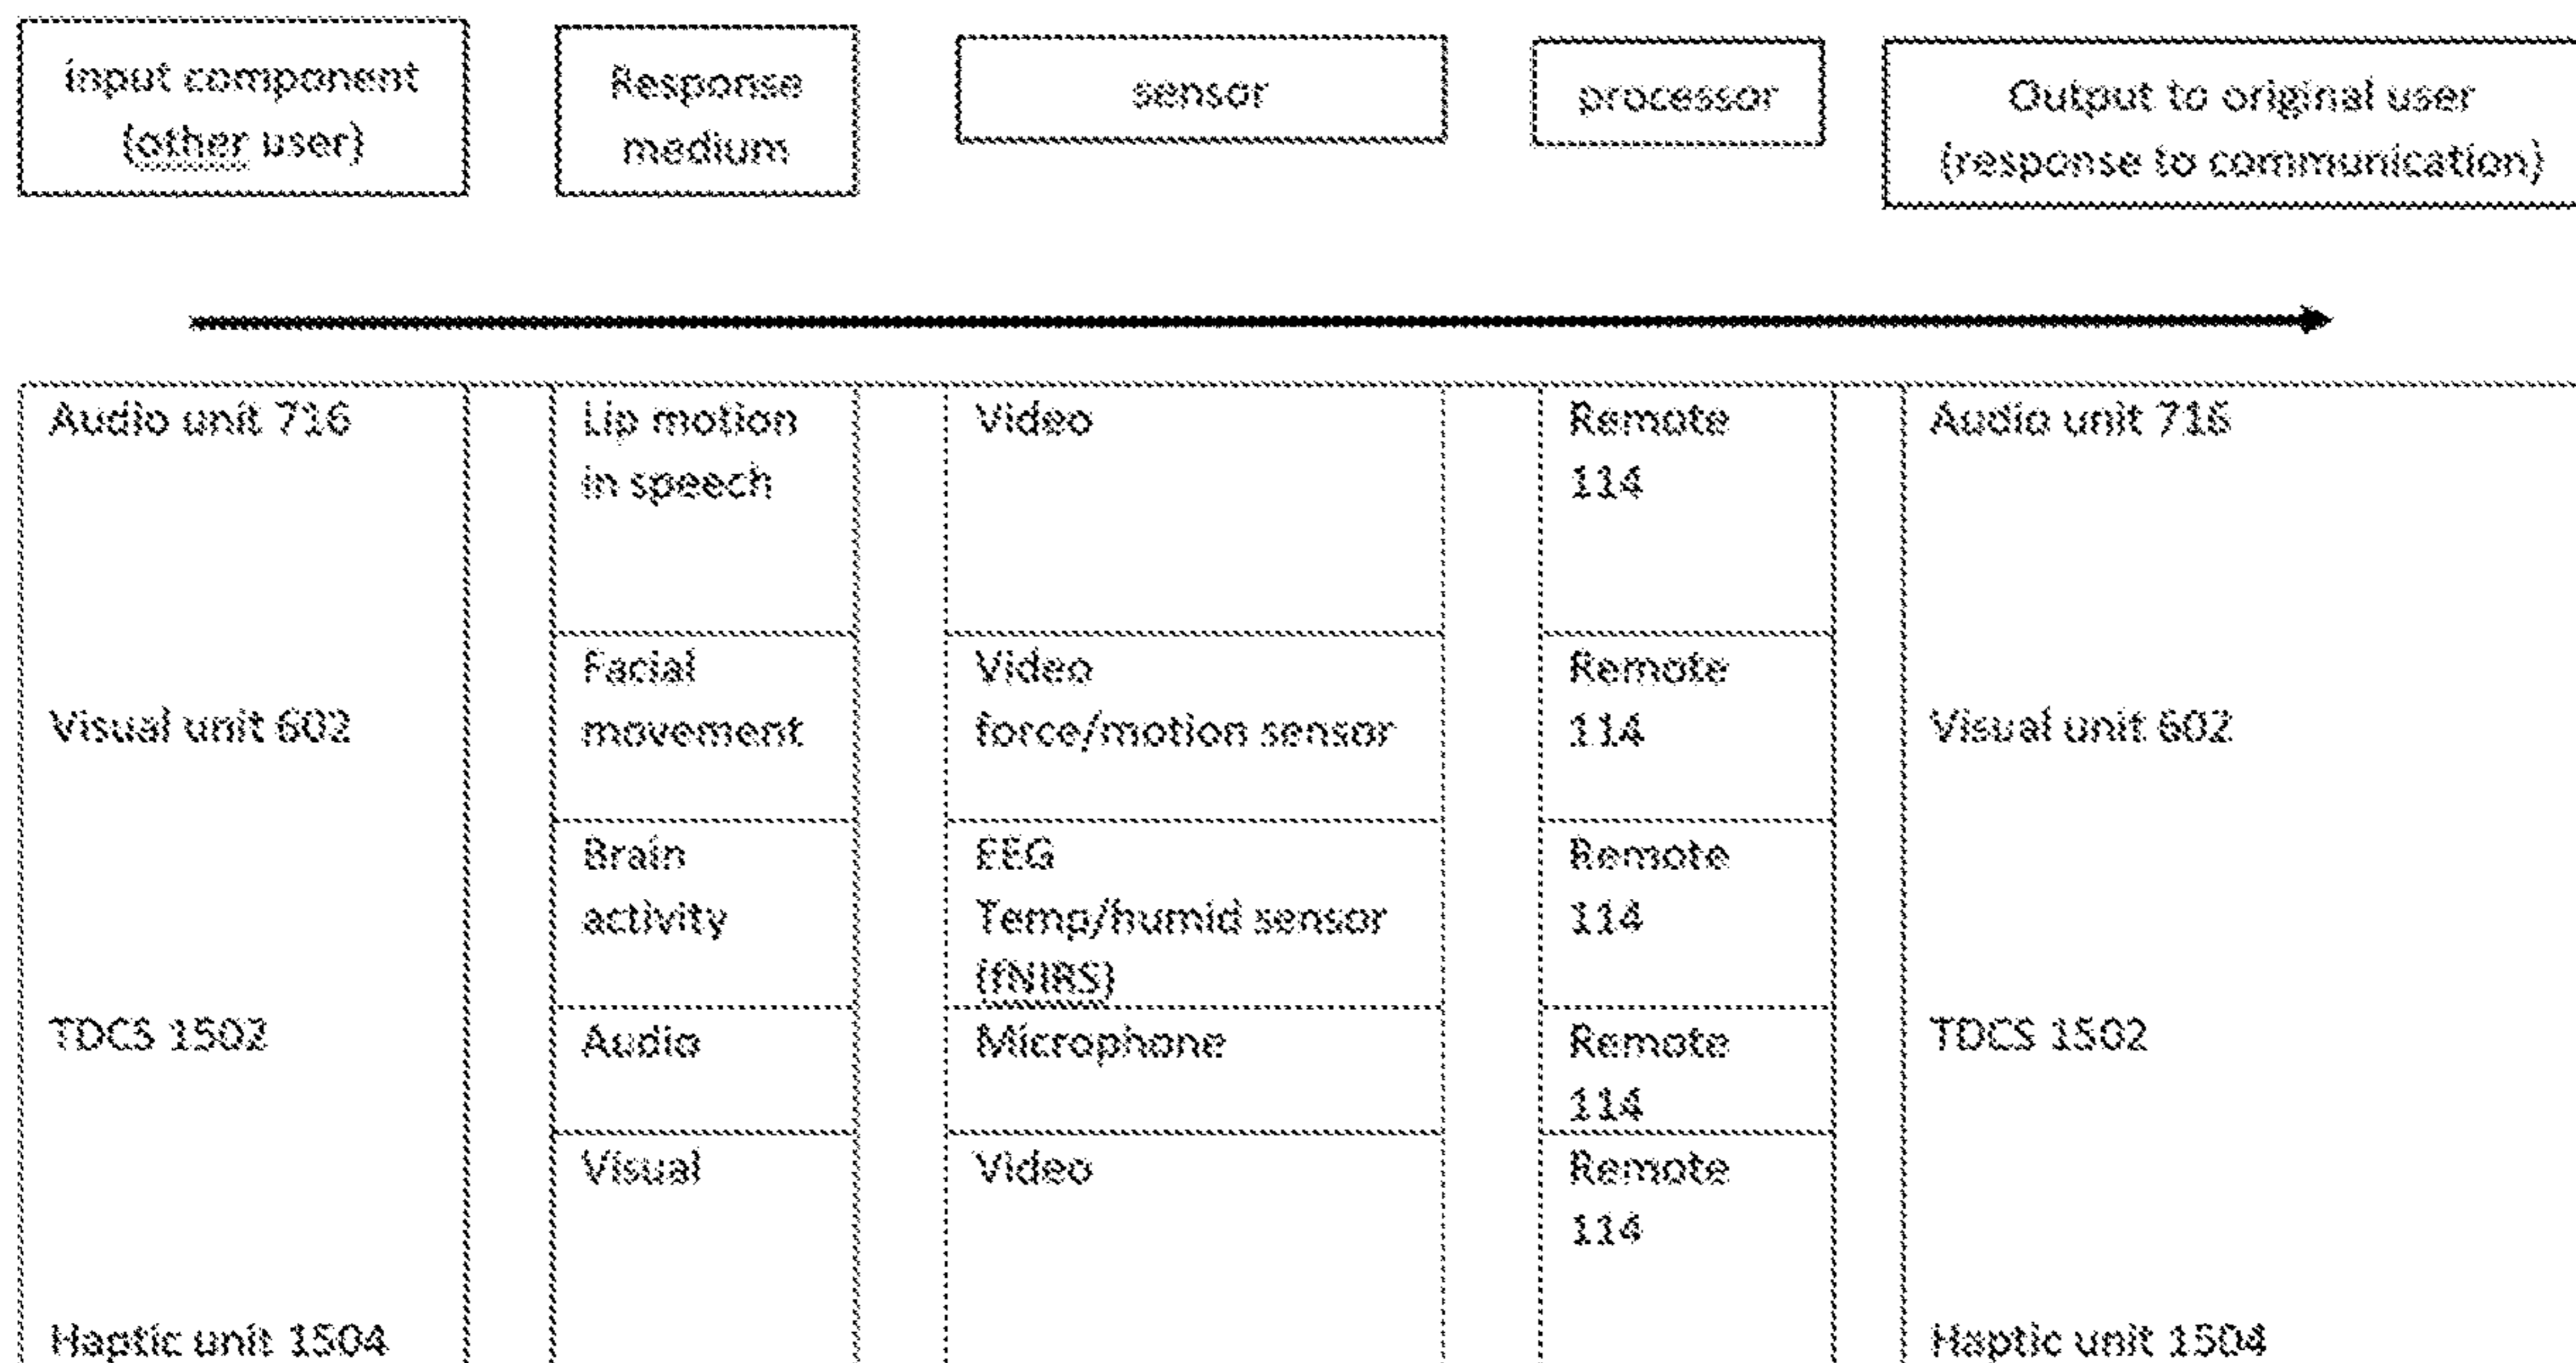 input component
(other user)
Response
medium
sensor
processor
Output to original user
(response to communication)
Audio unit 716
Visual unit 602
TDCS 1502
Haptic unit 1504
Lip motion
in speech
Facial
movement
Brain
activity
Audio
Visual
Video
Video
force/motion sensor
EEG
Temp/humid sensor
(fNIRS)
Microphone
Video
Remote
114
Remote
114
Remote
114
Remote
114
Remote
114
Audio unit 716
Visual unit 602
TDCS 1502
Haptic unit 1504